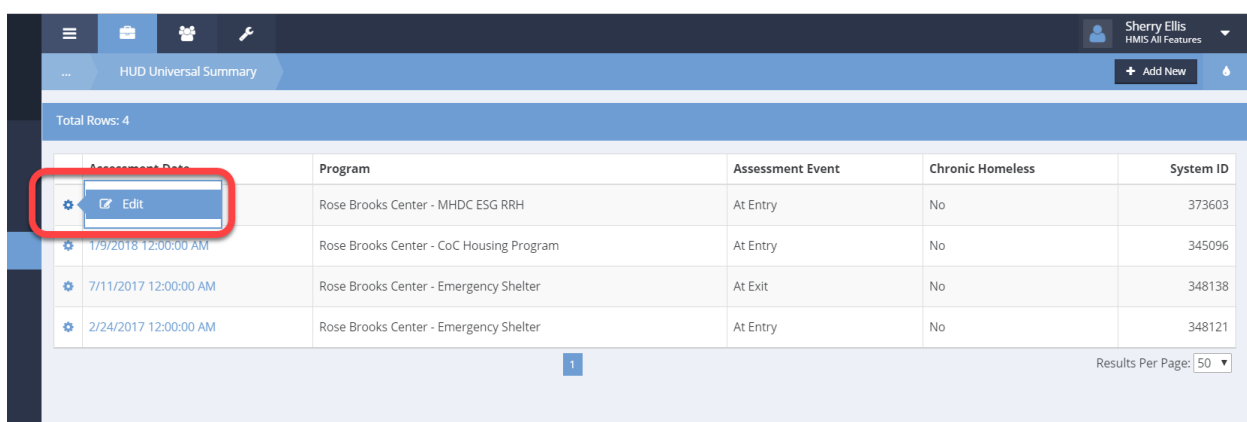 Sherry Ellis
HMIS All Features
... HUD Universal Summary + Add New
Total Rows: 4
Assessment Date Program Assessment Event Chronic Homeless System ID
Edit Rose Brooks Center - MHDC ESG RRH At Entry No 373603
1/9/2018 12:00:00 AM Rose Brooks Center - CoC Housing Program At Entry No 345096
7/11/2017 12:00:00 AM Rose Brooks Center - Emergency Shelter At Exit No 348138
2/24/2017 12:00:00 AM Rose Brooks Center - Emergency Shelter At Entry No 348121
1 Results Per Page: 50